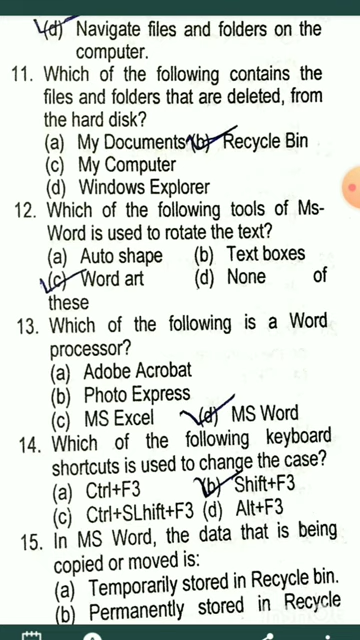 (d) Navigate files and folders on the
computer.
11. Which of the following contains the
files and folders that are deleted, from
the hard disk?
(a) My Documents (b) Recycle Bin
(c) My Computer
(d) Windows Explorer
12. Which of the following tools of Ms-
Word is used to rotate the text?
(a) Auto shape (b) Text boxes
(c) Word art (d) None of
these
13. Which of the following is a Word
processor?
(a) Adobe Acrobat
(b) Photo Express
(c) MS Excel (d) MS Word
14. Which of the following keyboard
shortcuts is used to change the case?
(a) Ctrl+F3 (b) Shift+F3
(c) Ctrl+SLhift+F3 (d) Alt+F3
15. In MS Word, the data that is being
copied or moved is:
(a) Temporarily stored in Recycle bin.
(b) Permanently stored in Recycle